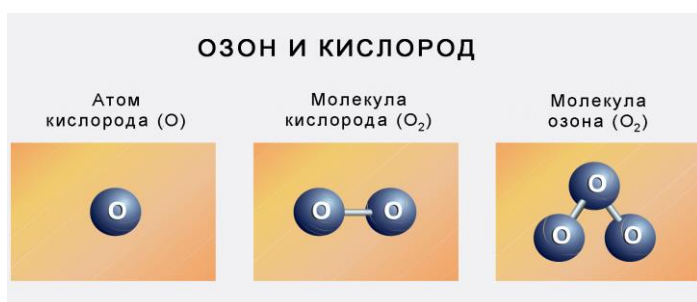 ОЗОН И КИСЛОРОД
Атом
кислорода (O)
Молекула
кислорода (O₂)
Молекула
озона (O₂)
O
O O
O
O O